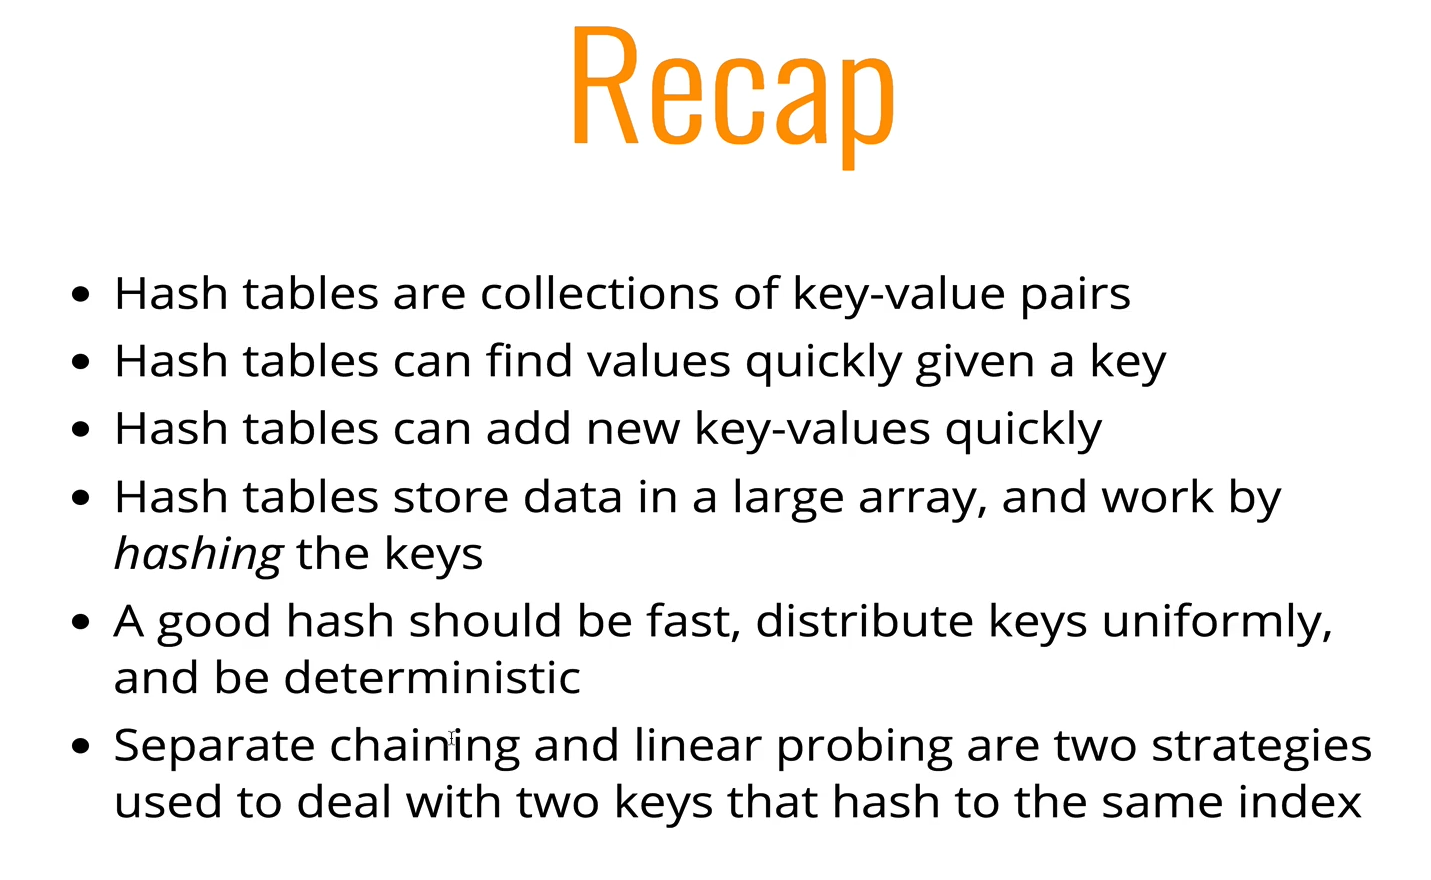 Recap
• Hash tables are collections of key-value pairs
• Hash tables can find values quickly given a key
• Hash tables can add new key-values quickly
• Hash tables store data in a large array, and work by
hashing the keys
• A good hash should be fast, distribute keys uniformly,
and be deterministic
• Separate chaining and linear probing are two strategies
used to deal with two keys that hash to the same index